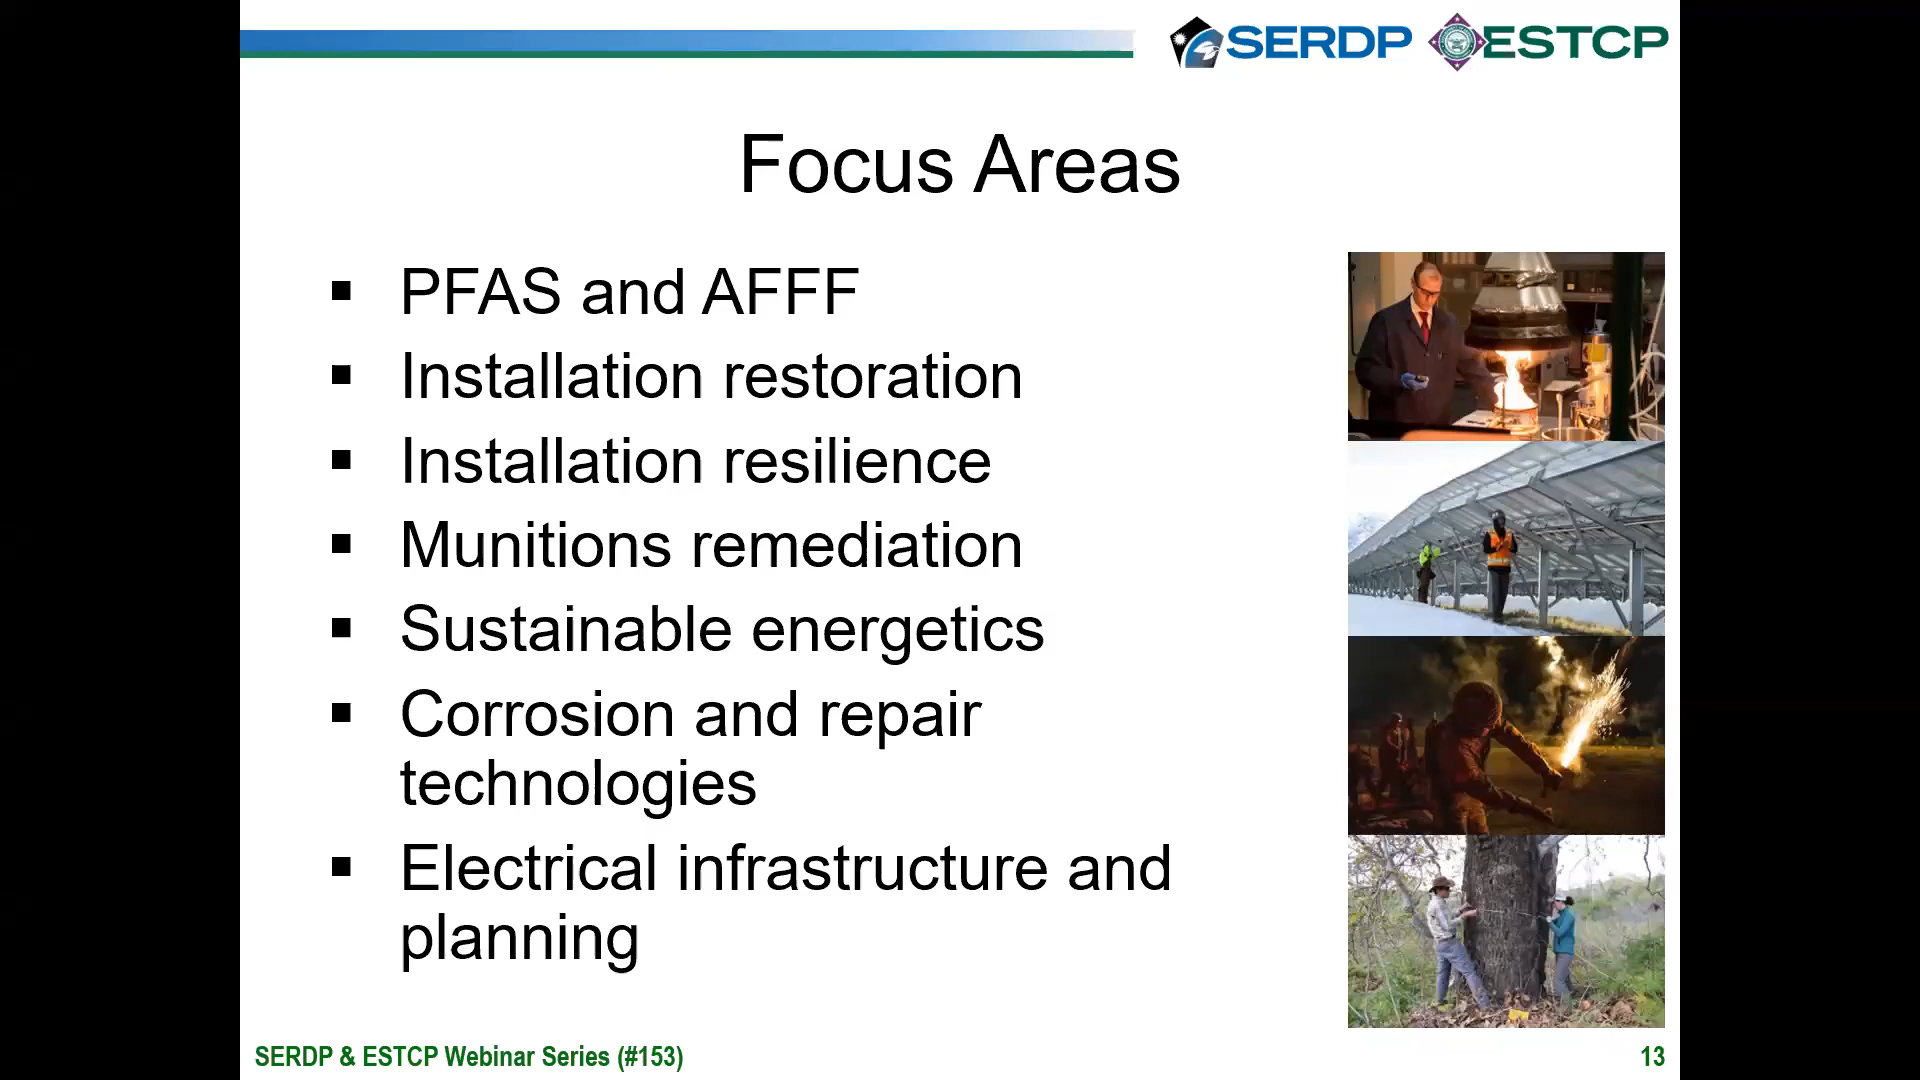 SERDP ESTCP
Focus Areas
▪ PFAS and AFFF
▪ Installation restoration
▪ Installation resilience
▪ Munitions remediation
▪ Sustainable energetics
▪ Corrosion and repair
technologies
▪ Electrical infrastructure and
planning
SERDP & ESTCP Webinar Series (#153)
13